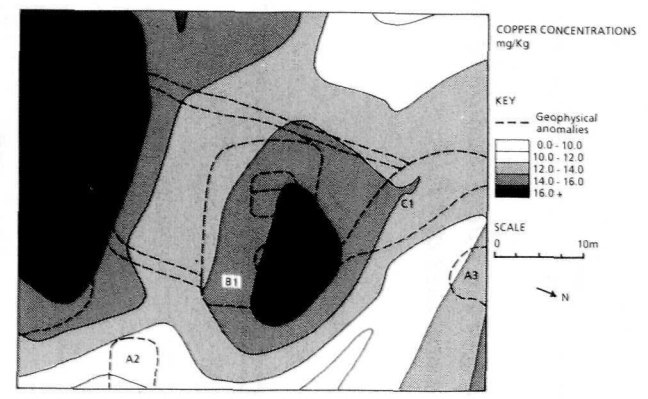 COPPER CONCENTRATIONS
mg/Kg
KEY
Geophysical
anomalies
0.0 - 10.0
10.0 - 12.0
12.0 - 14.0
14.0 - 16.0
16.0 +
SCALE
0 10m
N
C1
B1
A3
A2